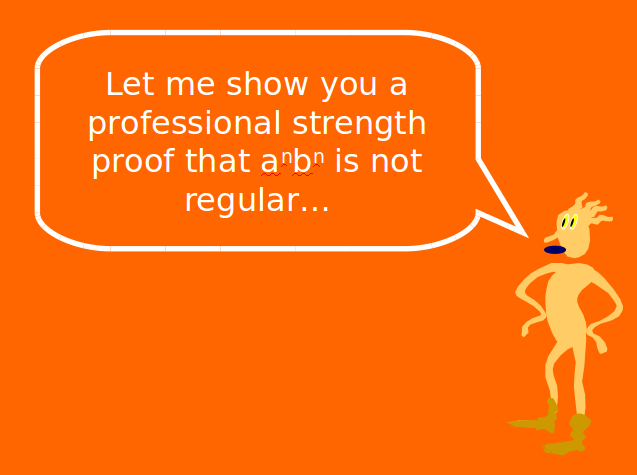 Let me show you a
professional strength
proof that aⁿbⁿ is not
regular…